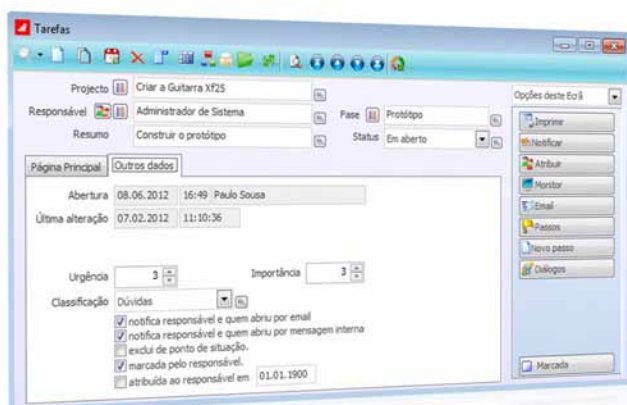 Tarefas
Projecto Criar a Guitarra Xf25
Opções deste Ecrã
Responsável Administrador de Sistema Fase Protótipo
Resumo Construir o protótipo Status Em aberto
Imprimir
Notificar
Atribuir
Monitor
Email
Passos
Novo passo
Diálogos
Marcada
Página Principal Outros dados
Abertura 08.06.2012 16:49 Paulo Sousa
Última alteração 07.02.2012 11:10:36
Urgência 3 Importância 3
Classificação Dúvidas
notifica responsável e quem abriu por email
notifica responsável e quem abriu por mensagem interna
exclui de ponto de situação.
marcada pelo responsável.
atribuída ao responsável em 01.01.1900